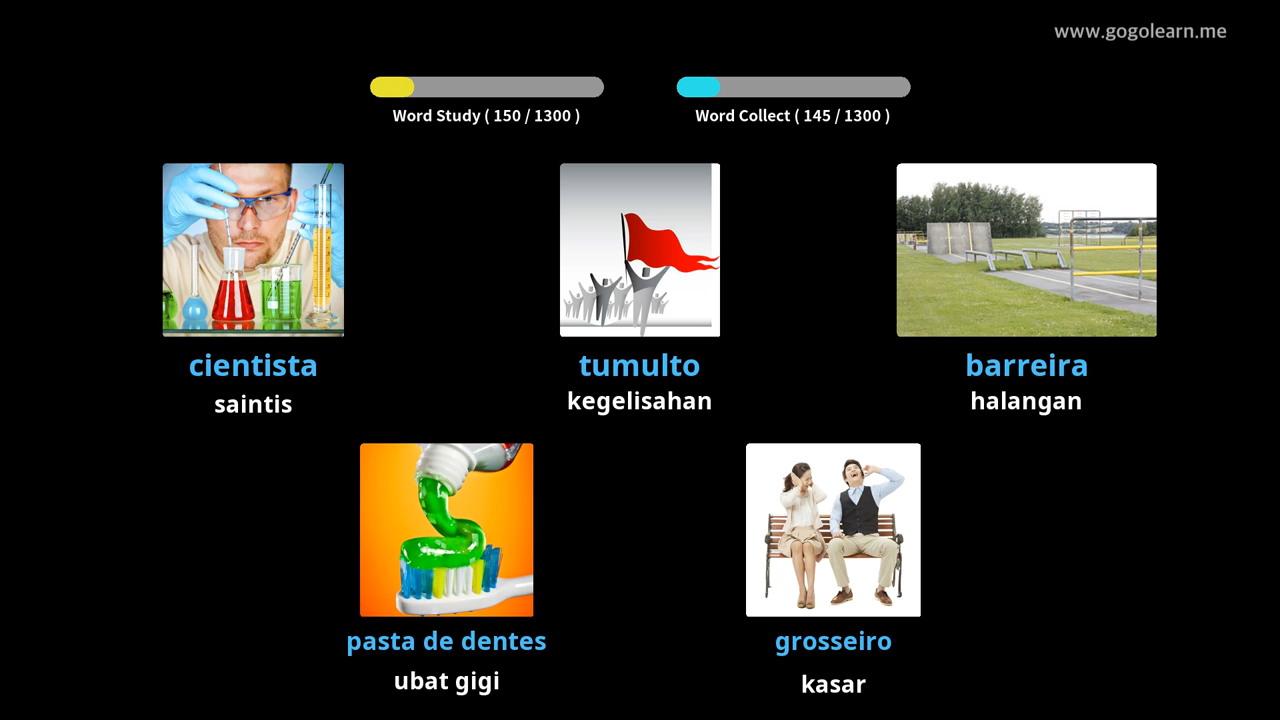 www.gogolearn.me
Word Study ( 150 / 1300 )
Word Collect ( 145 / 1300 )
cientista
saintis
tumulto
kegelisahan
barreira
halangan
pasta de dentes
ubat gigi
grosseiro
kasar